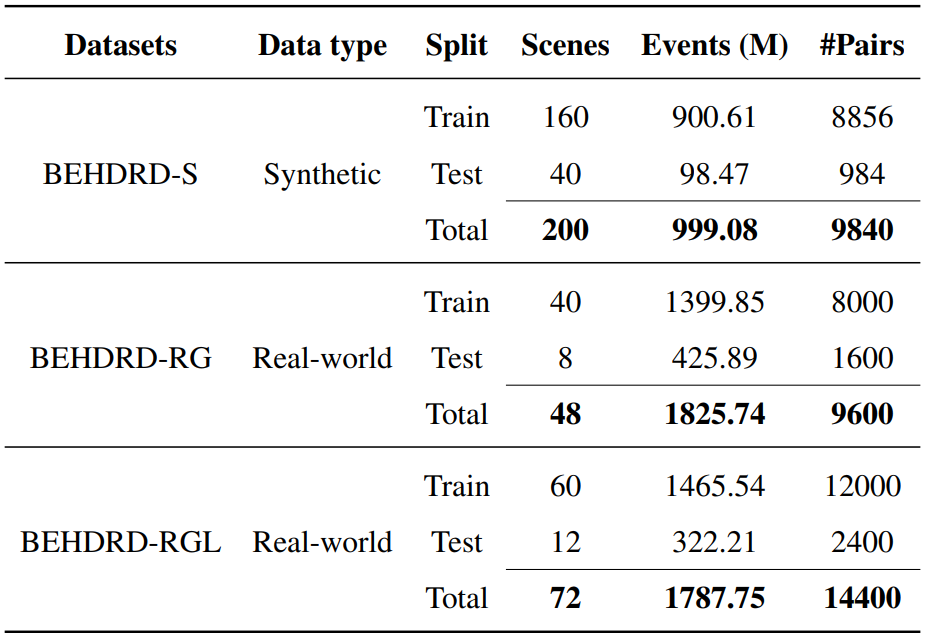 Datasets Data type Split Scenes Events (M) #Pairs
Train 160 900.61 8856
BEHDRD-S Synthetic Test 40 98.47 984
Total 200 999.08 9840
Train 40 1399.85 8000
BEHDRD-RG Real-world Test 8 425.89 1600
Total 48 1825.74 9600
Train 60 1465.54 12000
BEHDRD-RGL Real-world Test 12 322.21 2400
Total 72 1787.75 14400